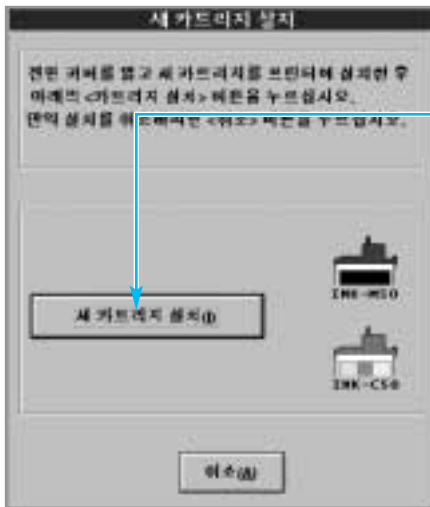 새 카트리지 설치
전면 커버를 열고 새 카트리지를 프린터에 설치한 후
아래의 <카트리지 설치> 버튼을 누르십시오.
만일 설치를 취소하려면 <취소> 버튼을 누르십시오.
INK-M50
새 카트리지 설치(I)
INK-C50
취소(A)